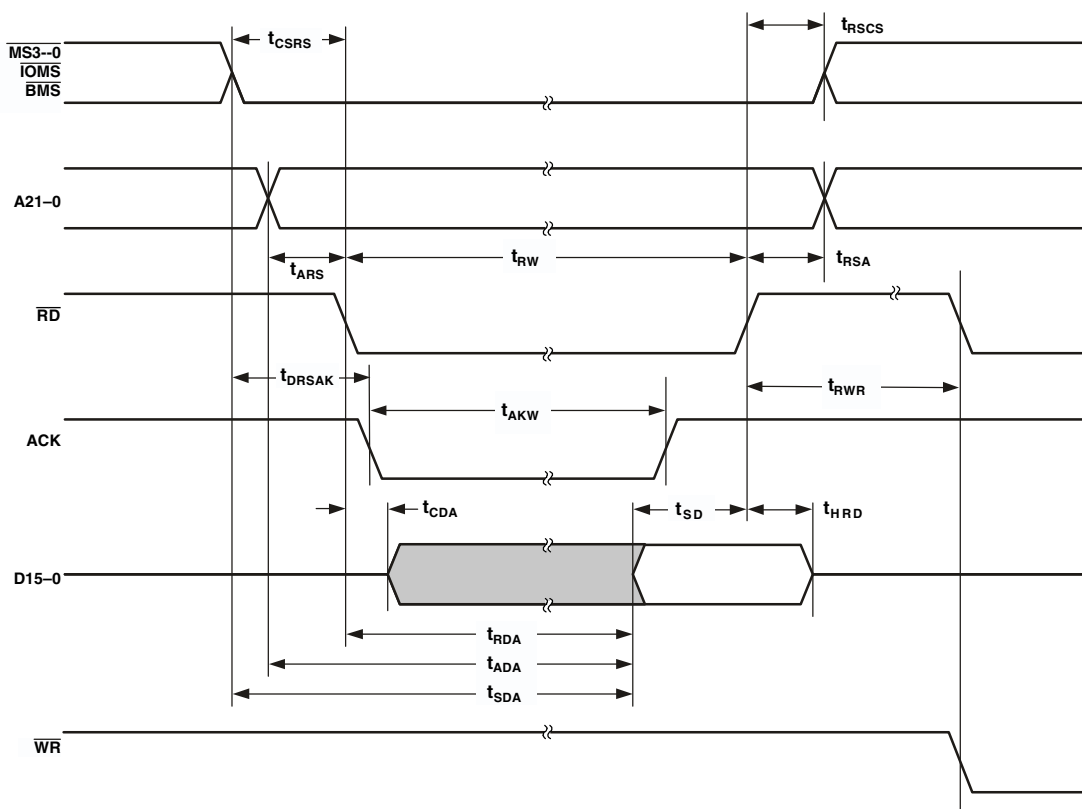 tCSRS
tRSCS
MS3--0
IOMS
BMS
A21–0
tARS
tRW
tRSA
RD
tDRSAK
tAKW
tRWR
ACK
tCDA
tSD
tHRD
D15–0
tRDA
tADA
tSDA
WR